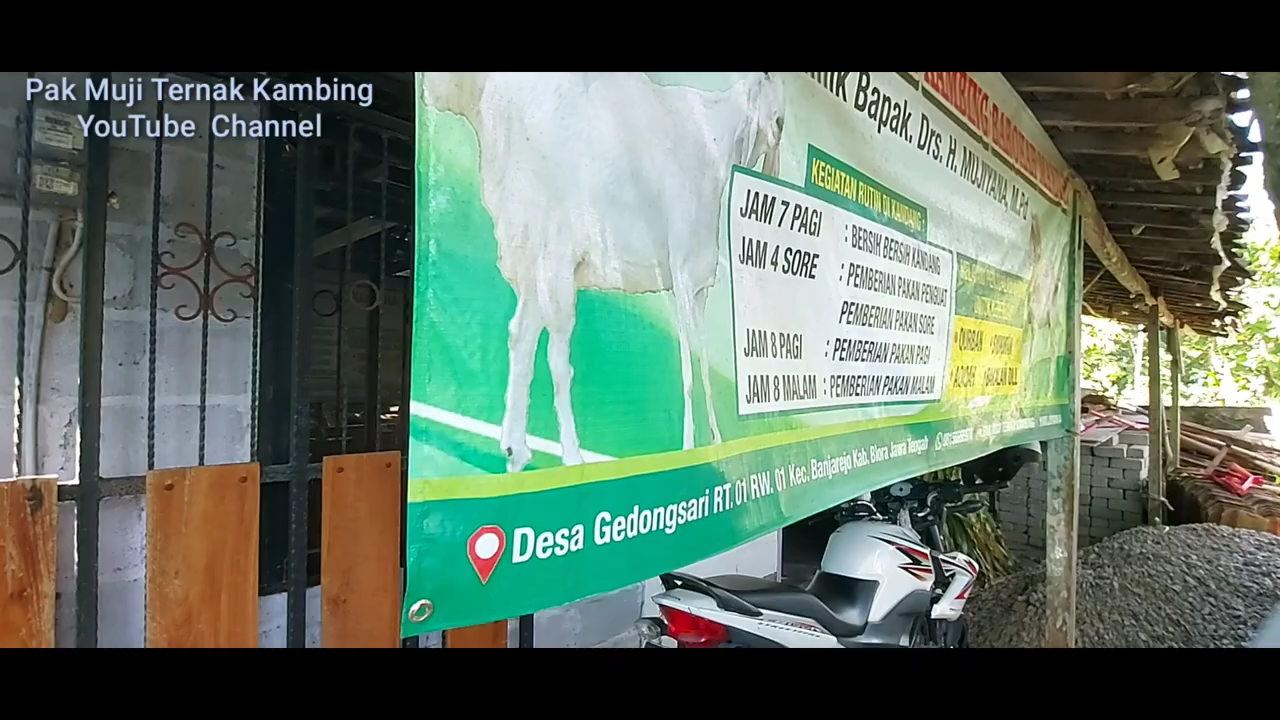 Pak Muji Ternak Kambing
YouTube Channel
KAMBING
Bapak. Drs. H. MUJIYANA, M.Pd
KEGIATAN RUTIN DI KANDANG :
JAM 7 PAGI : BERSIH BERSIH KANDANG
JAM 4 SORE : PEMBERIAN PAKAN PENGUAT
PEMBERIAN PAKAN SORE
JAM 8 PAGI : PEMBERIAN PAKAN PAGI
JAM 8 MALAM : PEMBERIAN PAKAN MALAM
QURBAN
Desa Gedongsari RT. 01 RW. 01 Kec. Banjarejo Kab. Blora Jawa Tengah